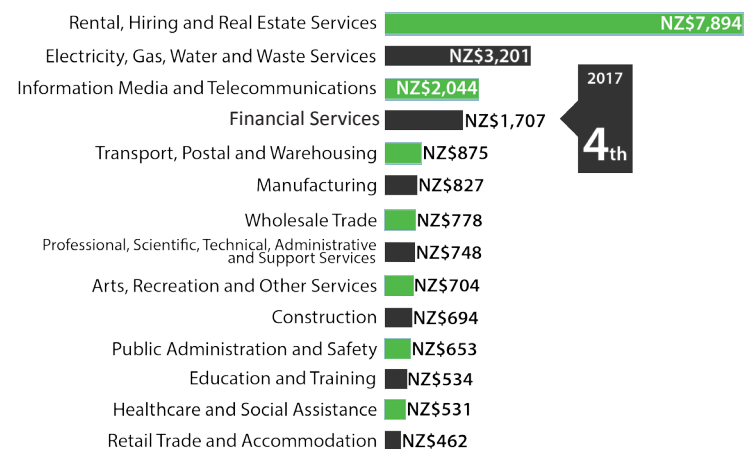 Rental, Hiring and Real Estate Services NZ$7,894
Electricity, Gas, Water and Waste Services NZ$3,201
Information Media and Telecommunications NZ$2,044
2017
Financial Services NZ$1,707
4th
Transport, Postal and Warehousing NZ$875
Manufacturing NZ$827
Wholesale Trade NZ$778
Professional, Scientific, Technical, Administrative
and Support Services NZ$748
Arts, Recreation and Other Services NZ$704
Construction NZ$694
Public Administration and Safety NZ$653
Education and Training NZ$534
Healthcare and Social Assistance NZ$531
Retail Trade and Accommodation NZ$462